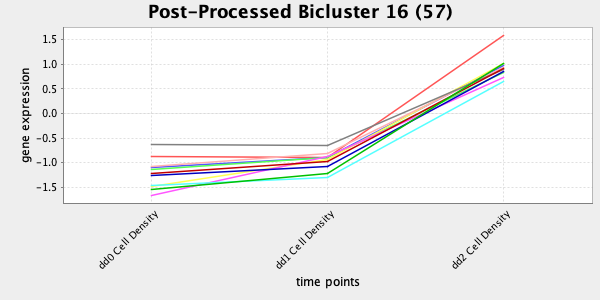 Post-Processed Bicluster 16 (57)
gene expression
1.5
1.0
0.5
0.0
-0.5
-1.0
-1.5
dd0 Cell Density
dd1 Cell Density
dd2 Cell Density
time points